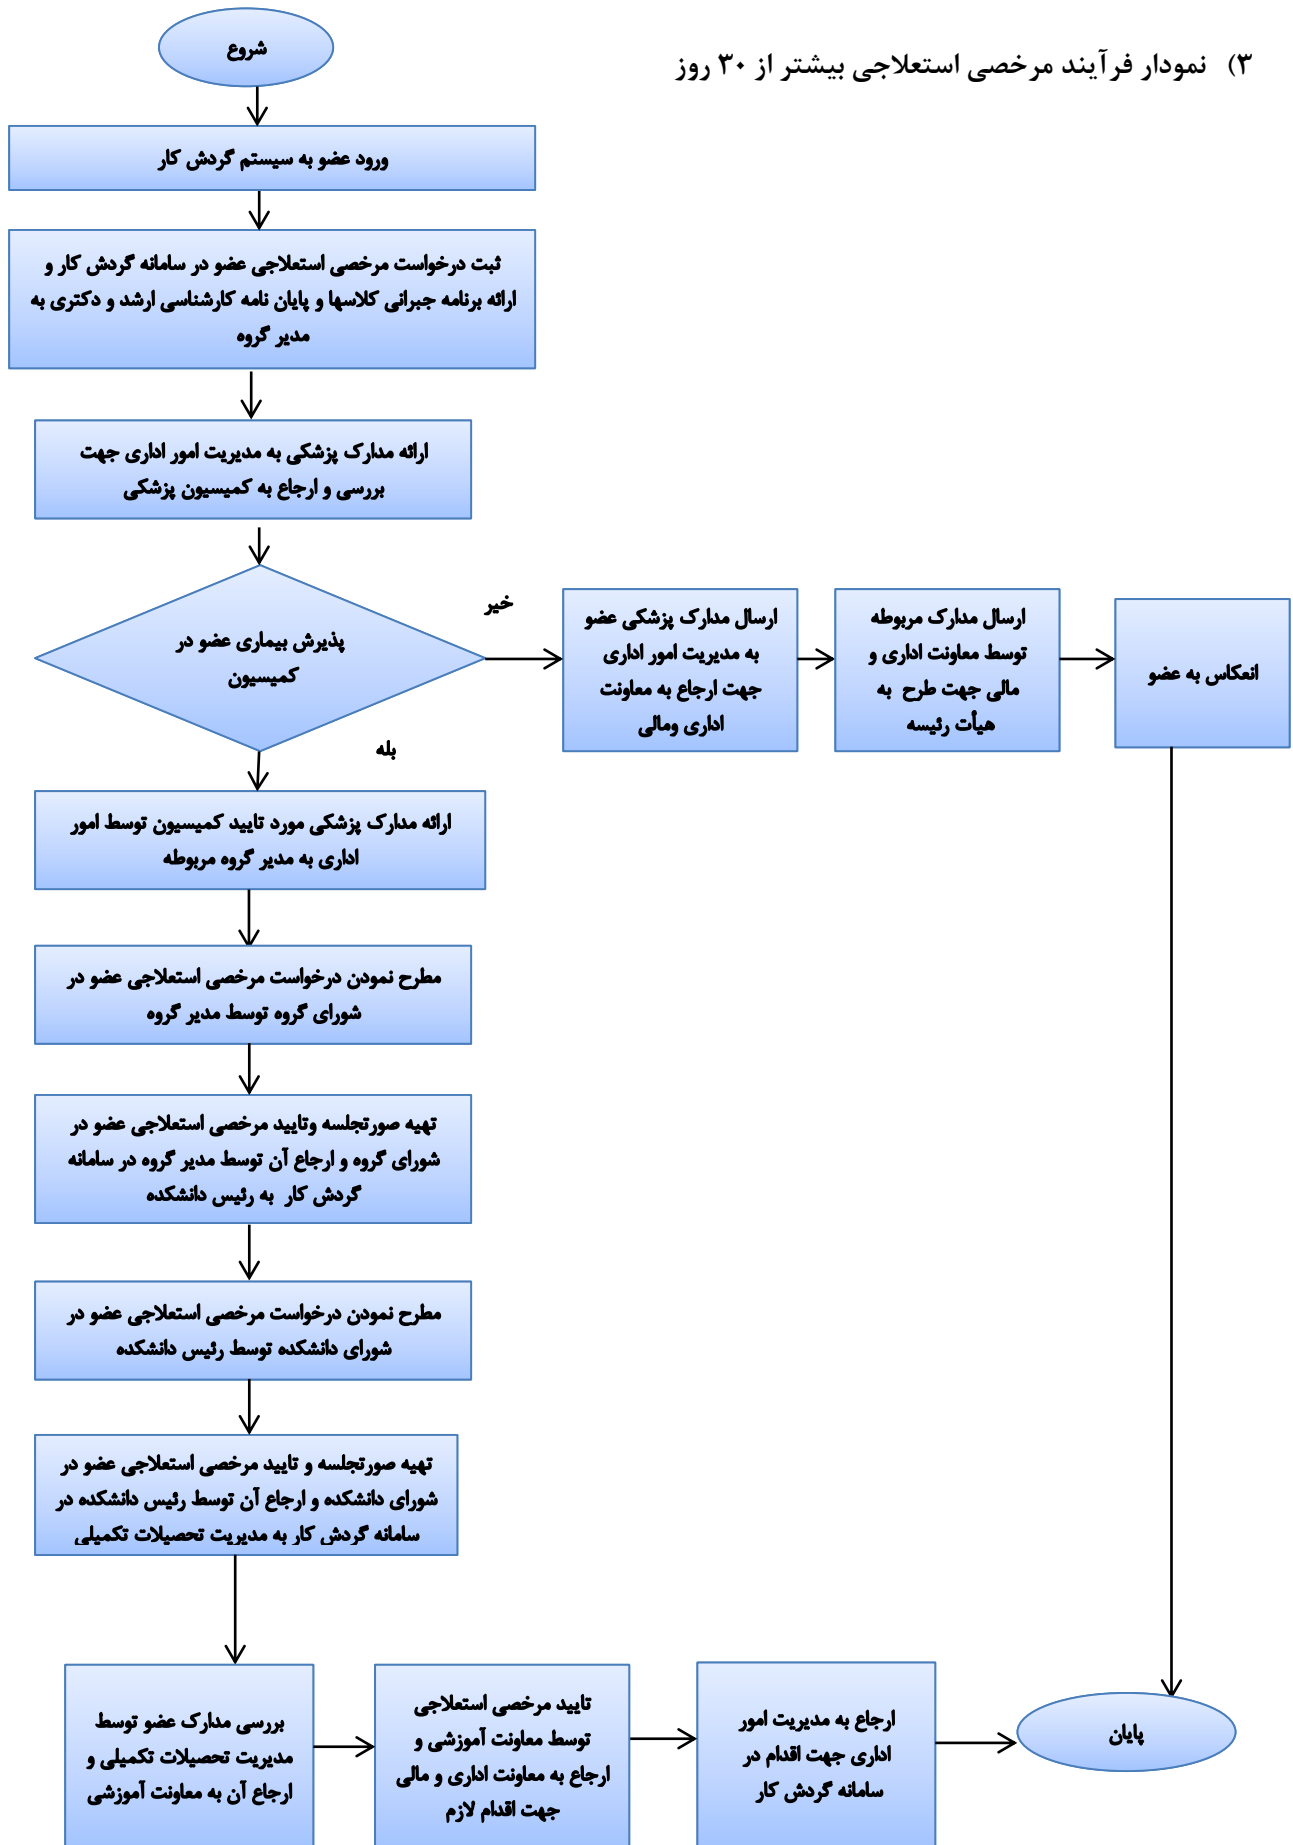 ۳) نمودار فرآیند مرخصی استعلاجی بیشتر از ۳۰ روز
شروع
ورود عضو به سیستم گردش کار
ثبت درخواست مرخصی استعلاجی عضو در سامانه گردش کار و
ارائه برنامه جبرانی کلاسها و پایان نامه کارشناسی ارشد و دکتری به
مدیر گروه
ارائه مدارک پزشکی به مدیریت امور اداری جهت
بررسی و ارجاع به کمیسیون پزشکی
پذیرش بیماری عضو در
کمیسیون
خیر
ارسال مدارک پزشکی عضو
به مدیریت امور اداری
جهت ارجاع به معاونت
اداری ومالی
ارسال مدارک مربوطه
توسط معاونت اداری و
مالی جهت طرح به
هیأت رئیسه
انعکاس به عضو
بله
ارائه مدارک پزشکی مورد تایید کمیسیون توسط امور
اداری به مدیر گروه مربوطه
مطرح نمودن درخواست مرخصی استعلاجی عضو در
شورای گروه توسط مدیر گروه
تهیه صورتجلسه وتایید مرخصی استعلاجی عضو در
شورای گروه و ارجاع آن توسط مدیر گروه در سامانه
گردش کار به رئیس دانشکده
مطرح نمودن درخواست مرخصی استعلاجی عضو در
شورای دانشکده توسط رئیس دانشکده
تهیه صورتجلسه و تایید مرخصی استعلاجی عضو در
شورای دانشکده و ارجاع آن توسط رئیس دانشکده در
سامانه گردش کار به مدیریت تحصیلات تکمیلی
بررسی مدارک عضو توسط
مدیریت تحصیلات تکمیلی و
ارجاع آن به معاونت آموزشی
تایید مرخصی استعلاجی
توسط معاونت آموزشی و
ارجاع به معاونت اداری و مالی
جهت اقدام لازم
ارجاع به مدیریت امور
اداری جهت اقدام در
سامانه گردش کار
پایان